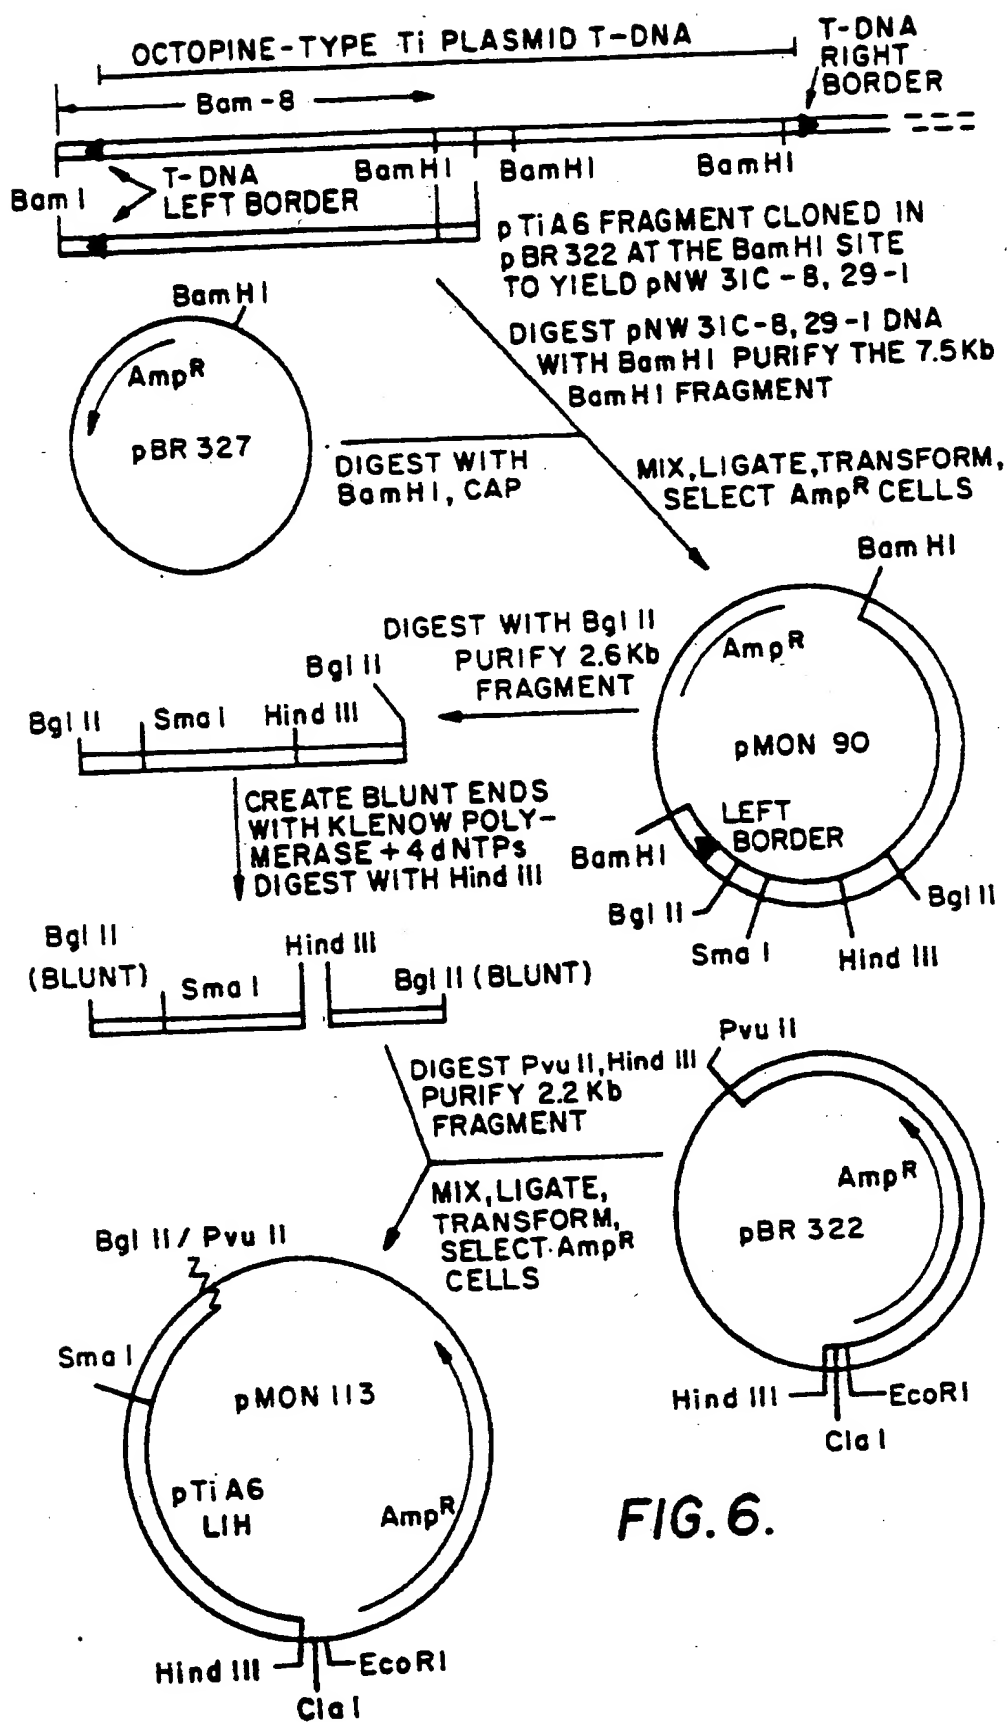 OCTOPINE-TYPE Ti PLASMID T-DNA
T-DNA
RIGHT
BORDER
Bam-8
Bam I
T-DNA
LEFT BORDER
BamHI
BamHI
BamHI
pTiA6 FRAGMENT CLONED IN
pBR322 AT THE BamHI SITE
TO YIELD pNW 31C-8, 29-1
BamHI
AmpR
pBR 327
DIGEST pNW 31C-8, 29-1 DNA
WITH BamHI PURIFY THE 7.5Kb
BamHI FRAGMENT
DIGEST WITH
BamHI, CAP
MIX, LIGATE, TRANSFORM,
SELECT AmpR CELLS
BamHI
AmpR
pMON 90
LEFT
BORDER
BamHI
Bgl II
Sma I
Hind III
Bgl II
DIGEST WITH Bgl II
PURIFY 2.6Kb
FRAGMENT
Bgl II
Sma I
Hind III
Bgl II
CREATE BLUNT ENDS
WITH KLENOW POLY-
MERASE + 4 dNTPs
DIGEST WITH Hind III
Bgl II
(BLUNT)
Sma I
Hind III
Bgl II (BLUNT)
DIGEST Pvu II, Hind III
PURIFY 2.2 Kb
FRAGMENT
Pvu II
AmpR
pBR 322
Hind III
Cla I
EcoRI
MIX, LIGATE,
TRANSFORM,
SELECT AmpR
CELLS
Bgl II / Pvu II
Sma I
pMON 113
pTiA6
LIH
AmpR
Hind III
Cla I
EcoRI
FIG. 6.